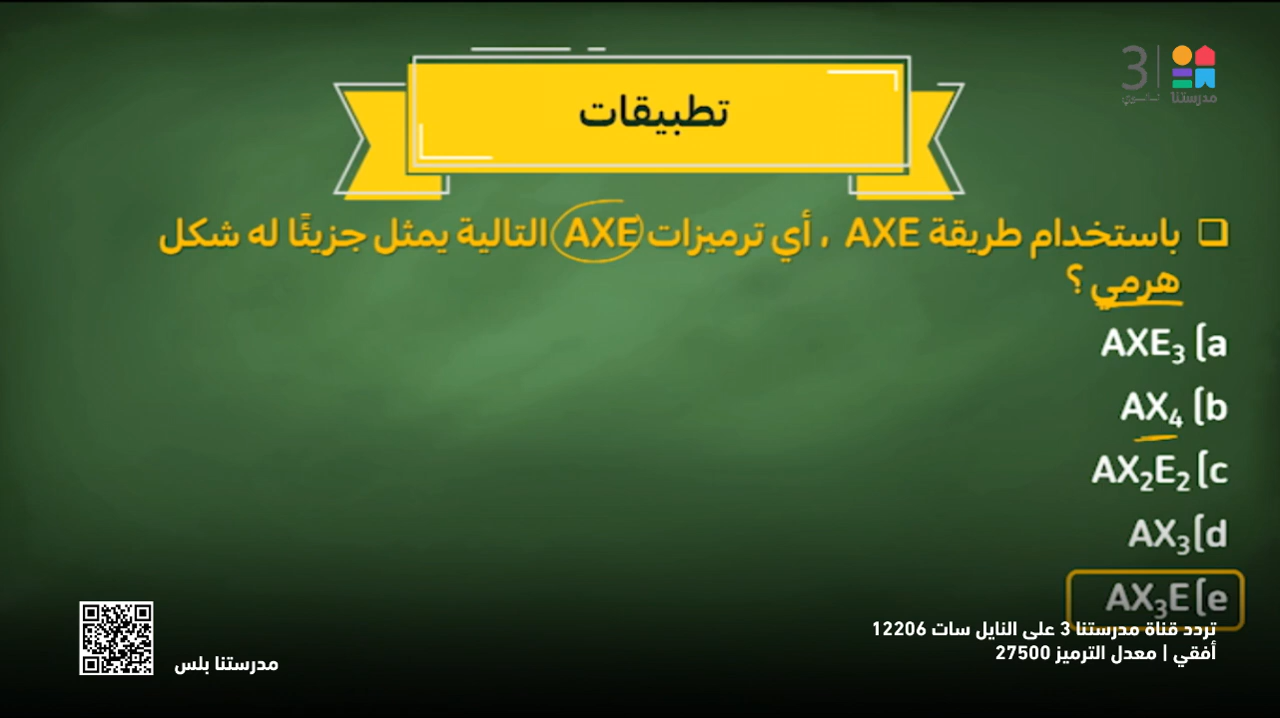 3
مدرستنا
تطبيقات
باستخدام طريقة AXE ، أي ترميزات AXE التالية يمثل جزيئًا له شكل
هرمي ؟
a) AXE₃
b) AX₄
c) AX₂E₂
d) AX₃
e) AX₃E
تردد قناة مدرستنا 3 على النايل سات 12206
أفقي | معدل الترميز 27500
مدرستنا بلس